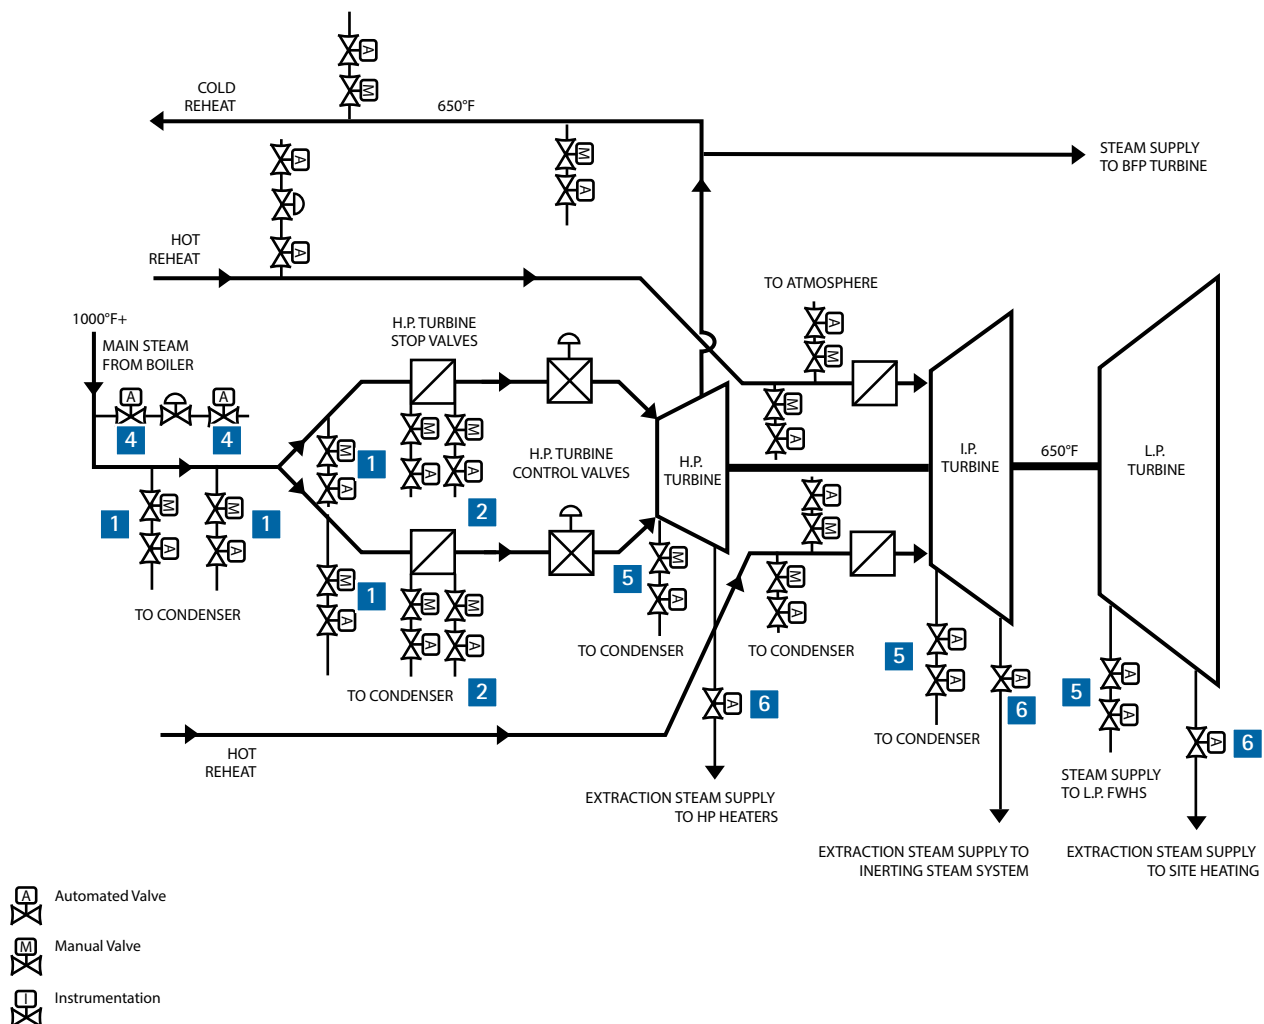 A
M
COLD
REHEAT
650°F
A
M
A
STEAM SUPPLY
TO BFP TURBINE
A
A
HOT
REHEAT
TO ATMOSPHERE
1000°F+
MAIN STEAM
FROM BOILER
H.P. TURBINE
STOP VALVES
A
M
A
A
4
4
M
A
M
A
M
A
1
H.P. TURBINE
CONTROL VALVES
M
A
H.P.
TURBINE
I.P.
TURBINE
650°F
L.P.
TURBINE
2
1
M
A
M
A
1
A
M
M
A
1
M
A
M
A
5
M
A
M
A
TO CONDENSER
TO CONDENSER
TO CONDENSER
TO CONDENSER
2
5
A
A
A
6
5
A
A
A
6
TO CONDENSER
A
6
HOT
REHEAT
STEAM SUPPLY
TO L.P. FWHS
EXTRACTION STEAM SUPPLY
TO HP HEATERS
EXTRACTION STEAM SUPPLY TO
INERTING STEAM SYSTEM
EXTRACTION STEAM SUPPLY
TO SITE HEATING
A
Automated Valve
M
Manual Valve
I
Instrumentation